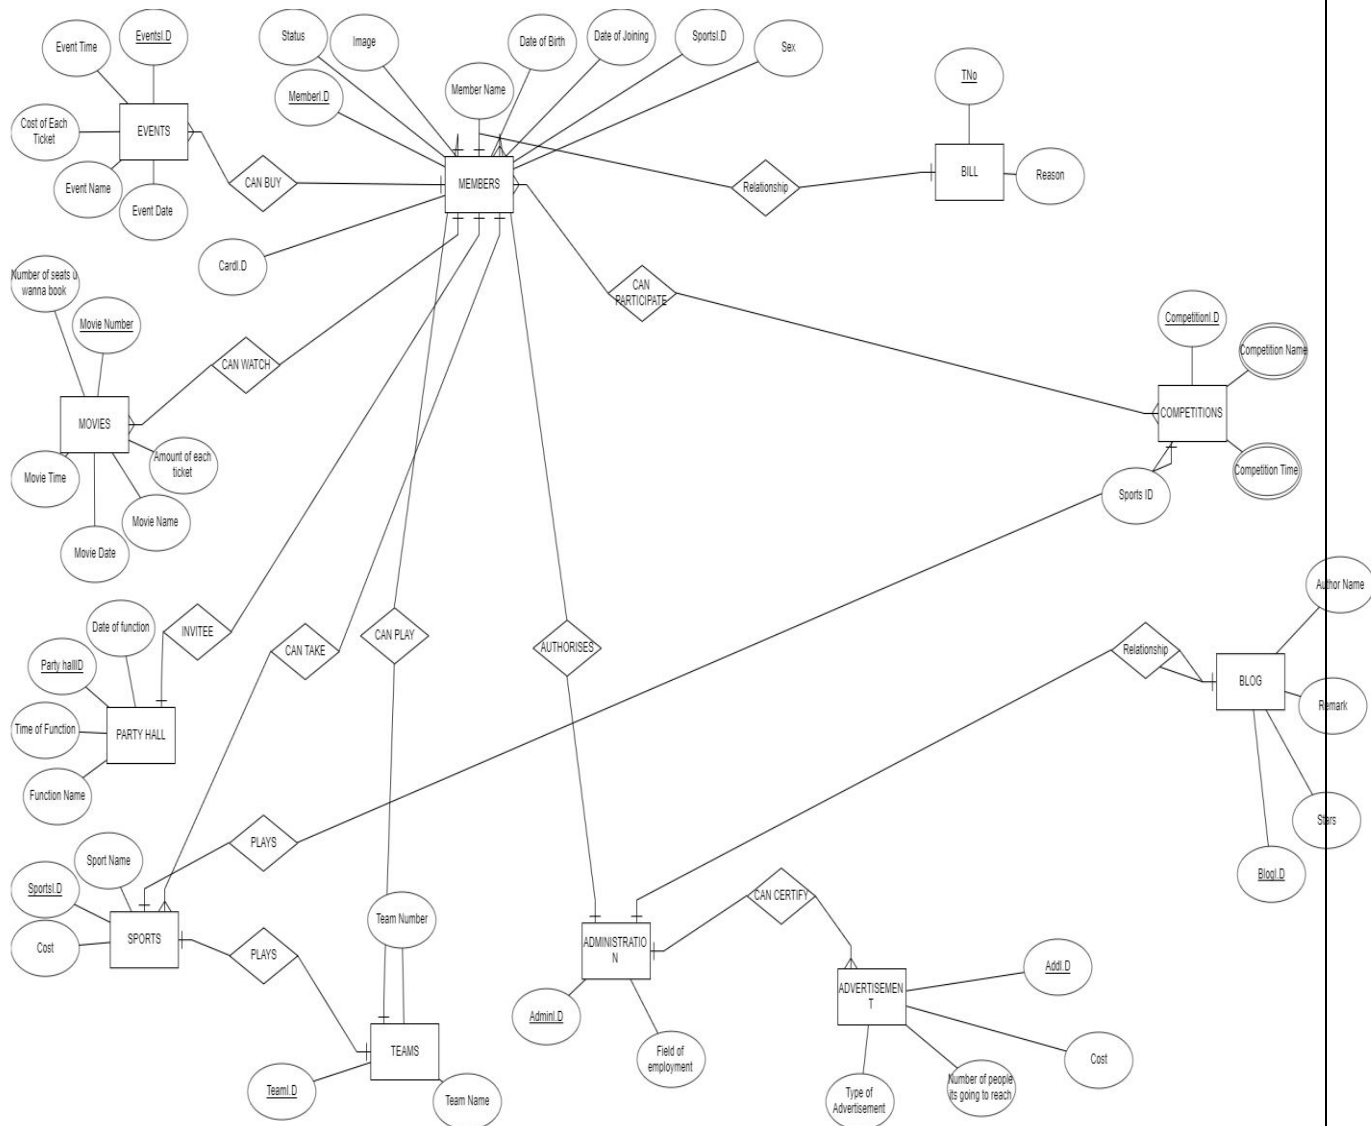 Event Time
EventsI.D
Status
Image
Date of Birth
Date of Joining
SportsI.D
Sex
MemberI.D
Member Name
TNo
Cost of Each
Ticket
EVENTS
Event Name
Event Date
CAN BUY
MEMBERS
Relationship
BILL
Reason
CardI.D
Number of seats u
wanna book
Movie Number
CAN WATCH
MOVIES
Movie Time
Amount of each
ticket
Movie Name
Movie Date
CAN
PARTICIPATE
CompetitionI.D
Competition Name
COMPETITIONS
Competition Time
Sports ID
Date of function
Party hallID
INVITEE
CAN TAKE
CAN PLAY
AUTHORISES
Time of Function
PARTY HALL
Function Name
Relationship
BLOG
Author Name
Remark
Stars
BlogI.D
PLAYS
Sport Name
SportsI.D
SPORTS
Cost
PLAYS
Team Number
TEAMS
TeamI.D
Team Name
ADMINISTRATIO
N
AdminI.D
Field of
employment
CAN CERTIFY
ADVERTISEMEN
T
AddI.D
Cost
Type of
Advertisement
Number of people
its going to reach